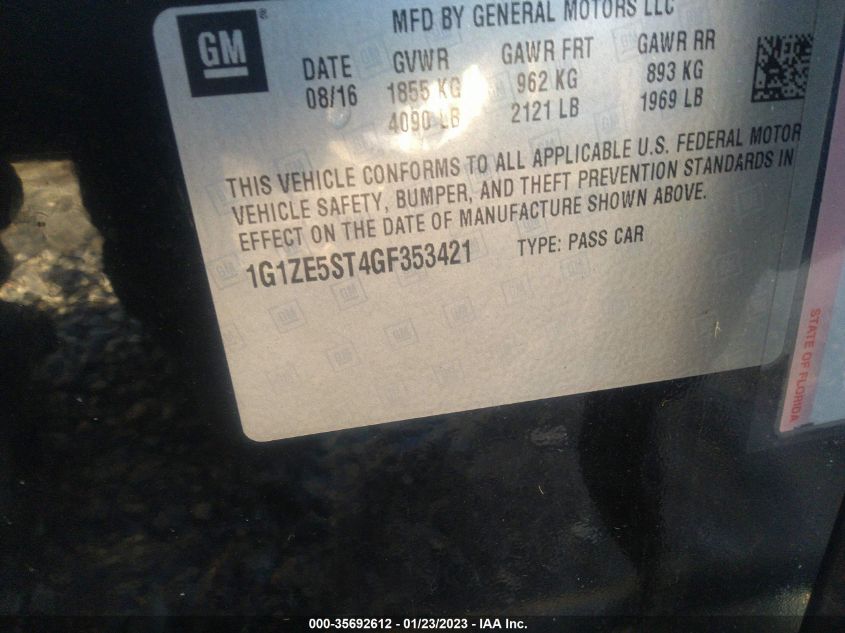 GM ®
MFD BY GENERAL MOTORS LLC
DATE GVWR GAWR FRT GAWR RR
08/16 1855 KG 962 KG 893 KG
4090 LB 2121 LB 1969 LB
THIS VEHICLE CONFORMS TO ALL APPLICABLE U.S. FEDERAL MOTOR
VEHICLE SAFETY, BUMPER, AND THEFT PREVENTION STANDARDS IN
EFFECT ON THE DATE OF MANUFACTURE SHOWN ABOVE.
1G1ZE5ST4GF353421 TYPE: PASS CAR
STATE OF FLORIDA
000-35692612 / 01/23/2023 - IAA Inc.